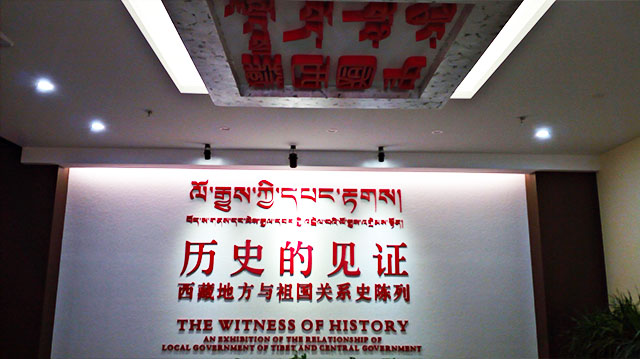 ལོ་རྒྱུས་ཀྱི་དཔང་རྟགས།
历史的见证
西藏地方与祖国关系史陈列
THE WITNESS OF HISTORY
AN EXHIBITION OF THE RELATIONSHIP OF
LOCAL GOVERNMENT OF TIBET AND CENTRAL GOVERNMENT